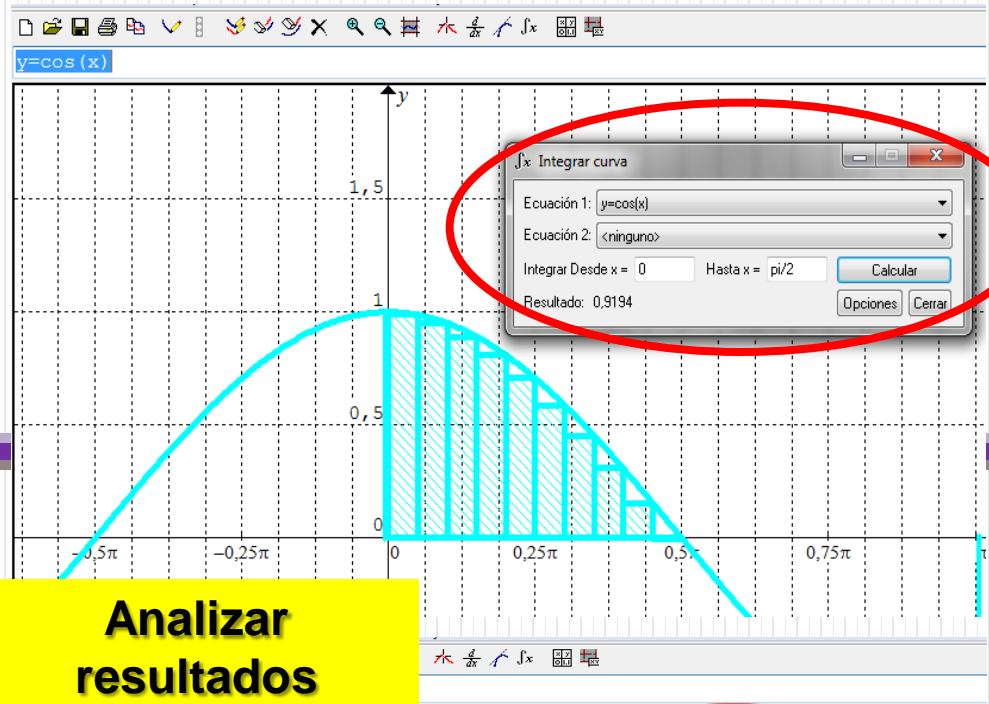 y=cos(x)
y
1,5
1
0,5
0
–0,5π
–0,25π
0
0,25π
0,5π
0,75π
∫x Integrar curva
Ecuación 1: y=cos(x)
Ecuación 2: <ninguno>
Integrar Desde x = 0 Hasta x = pi/2 Calcular
Resultado: 0,9194 Opciones Cerrar
Analizar
resultados